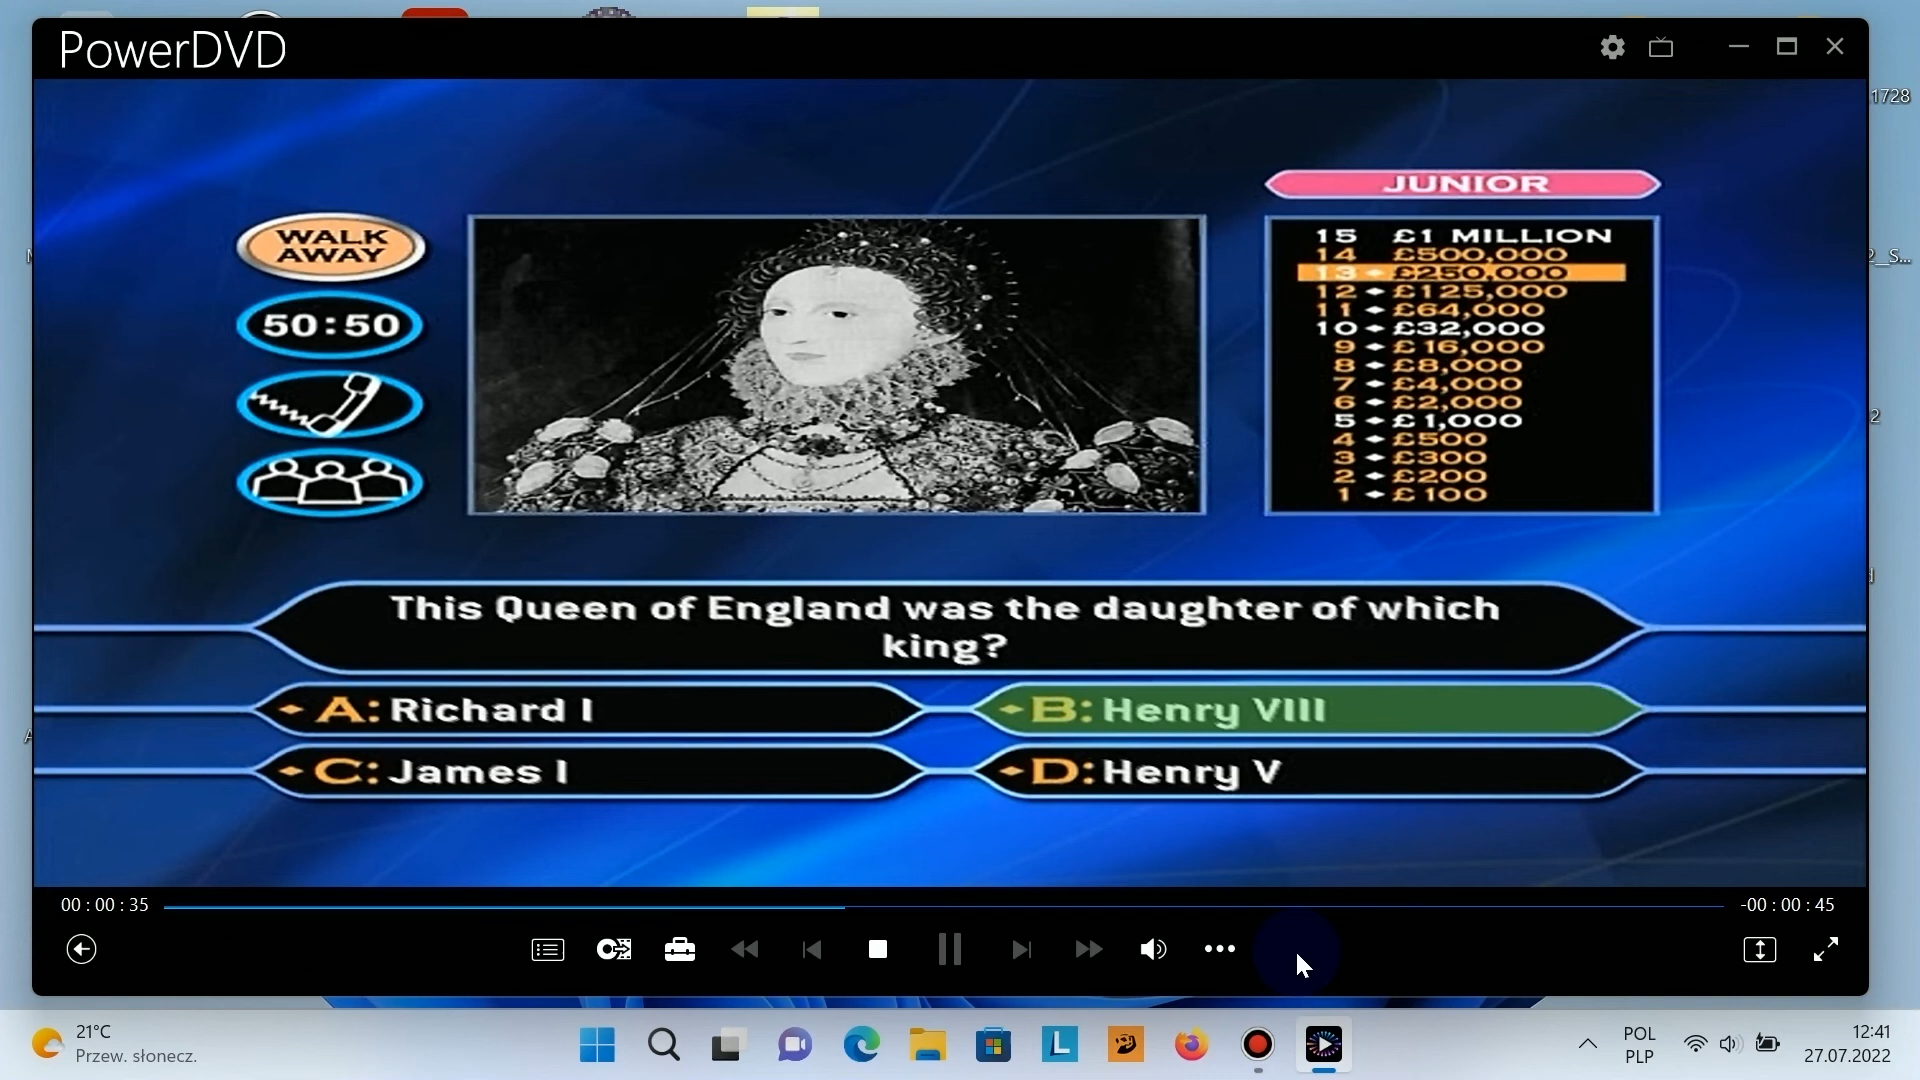 PowerDVD
1728
JUNIOR
WALK
AWAY
50:50
15 £1 MILLION
14 £500,000
13 £250,000
12 £125,000
11 £64,000
10 £32,000
9 £16,000
8 £8,000
7 £4,000
6 £2,000
5 £1,000
4 £500
3 £300
2 £200
1 £100
This Queen of England was the daughter of which
king?
A: Richard I
B: Henry VIII
C: James I
D: Henry V
00 : 00 : 35
-00 : 00 : 45
21°C
Przew. słonecz.
POL
PLP
12:41
27.07.2022